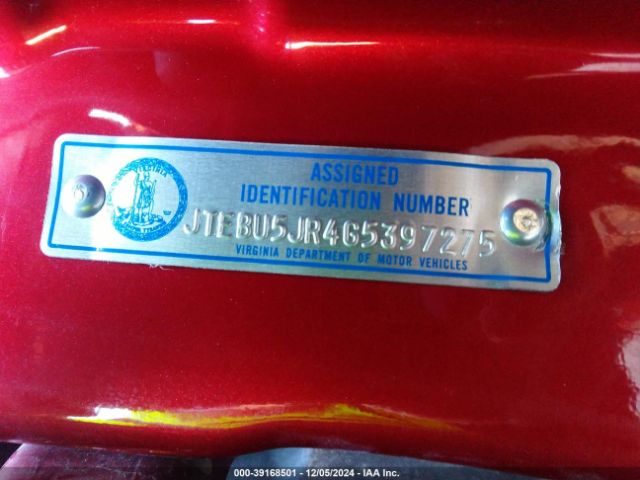 ASSIGNED
IDENTIFICATION NUMBER
JTEBU5JR4G5397275
VIRGINIA DEPARTMENT OF MOTOR VEHICLES
000-39168501 - 12/05/2024 - IAA Inc.